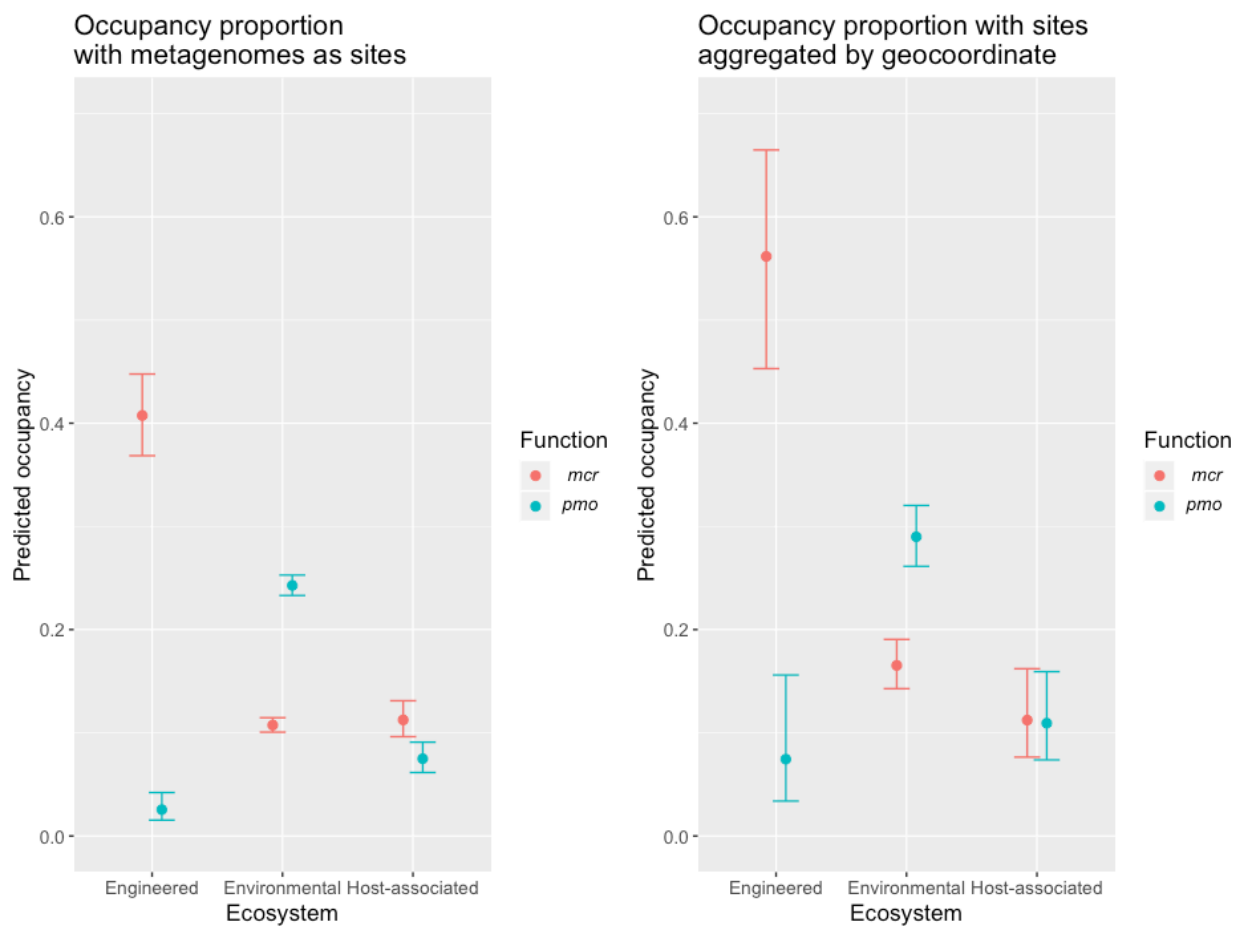 Occupancy proportion
with metagenomes as sites
Predicted occupancy
0.6
0.4
0.2
0.0
Engineered
Environmental
Host-associated
Ecosystem
Function
mcr
pmo
Occupancy proportion with sites
aggregated by geocoordinate
Predicted occupancy
0.6
0.4
0.2
0.0
Engineered
Environmental
Host-associated
Ecosystem
Function
mcr
pmo